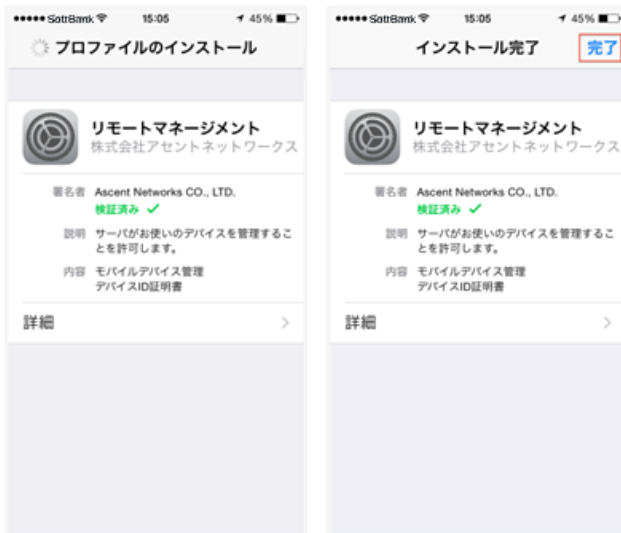 SoftBank 15:05 45%
プロファイルのインストール
リモートマネージメント
株式会社アセントネットワークス
署名者 Ascent Networks CO., LTD.
検証済み ✓
説明 サーバがお使いのデバイスを管理するこ
とを許可します。
内容 モバイルデバイス管理
デバイスID証明書
詳細
SoftBank 15:05 45%
インストール完了 完了
リモートマネージメント
株式会社アセントネットワークス
署名者 Ascent Networks CO., LTD.
検証済み ✓
説明 サーバがお使いのデバイスを管理するこ
とを許可します。
内容 モバイルデバイス管理
デバイスID証明書
詳細